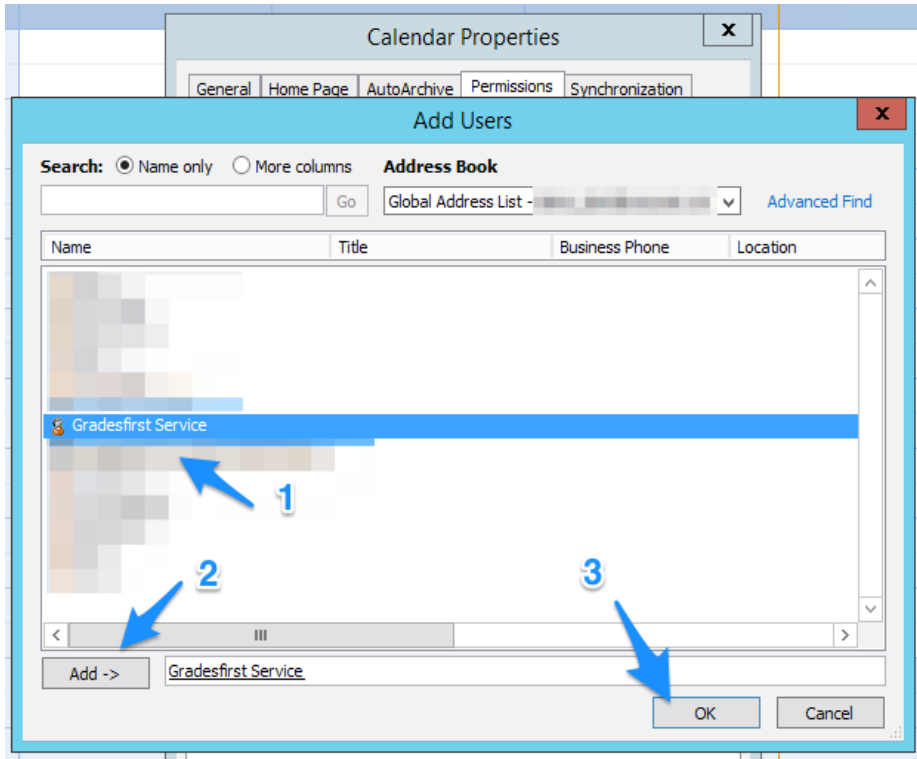 Calendar Properties
x
General Home Page AutoArchive Permissions Synchronization
Add Users
x
Search: Name only More columns Address Book
Go Global Address List - Advanced Find
Name Title Business Phone Location
Gradesfirst Service
1
2
3
Add -> Gradesfirst Service
OK Cancel